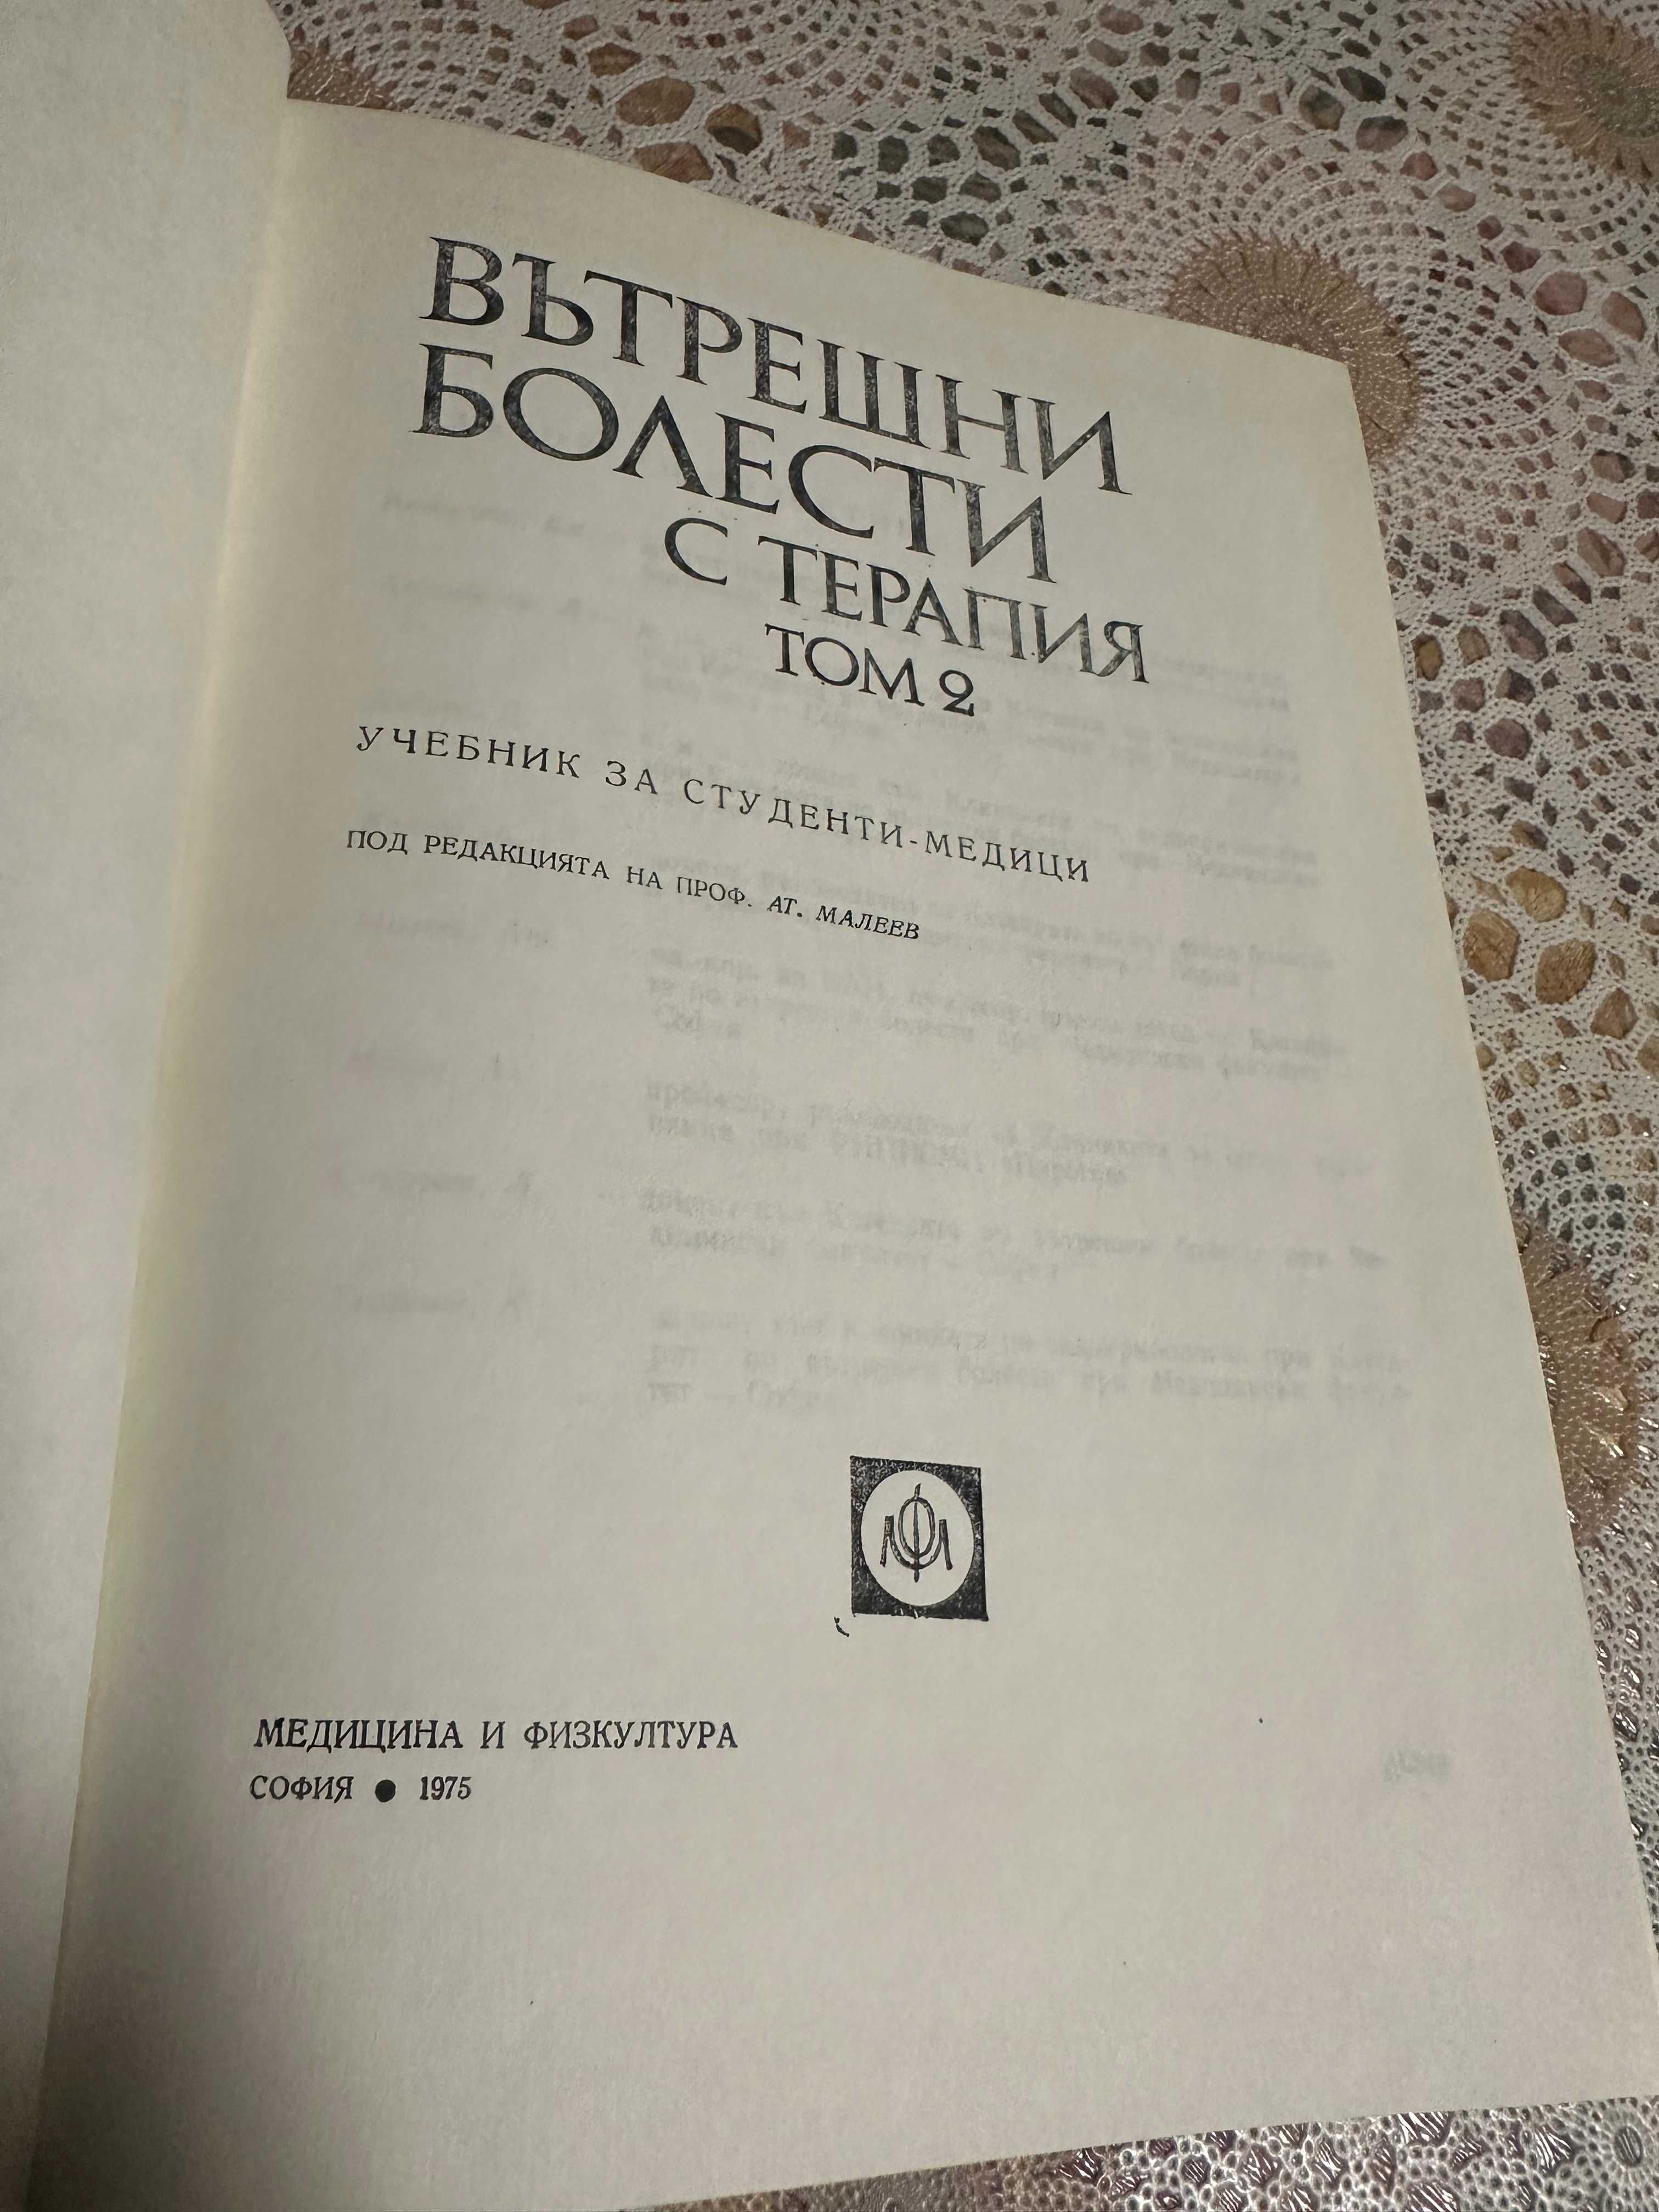 ВЪТРЕШНИ
БОЛЕСТИ
С ТЕРАПИЯ
ТОМ 2
УЧЕБНИК ЗА СТУДЕНТИ-МЕДИЦИ
ПОД РЕДАКЦИЯТА НА ПРОФ. АТ. МАЛЕЕВ
МФ
МЕДИЦИНА И ФИЗКУЛТУРА
СОФИЯ ● 1975